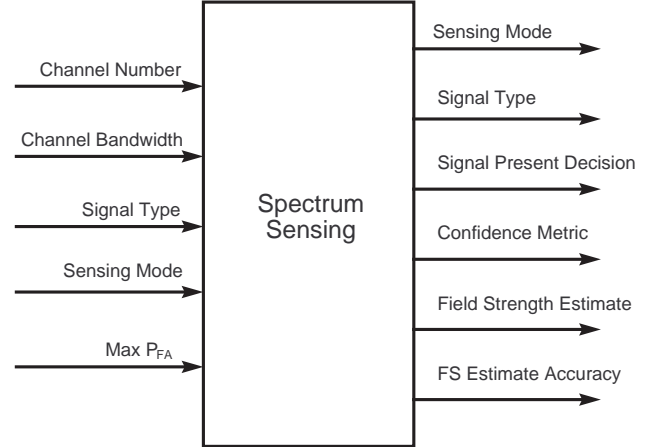 Channel Number
Channel Bandwidth
Signal Type
Sensing Mode
Max PFA
Spectrum
Sensing
Sensing Mode
Signal Type
Signal Present Decision
Confidence Metric
Field Strength Estimate
FS Estimate Accuracy